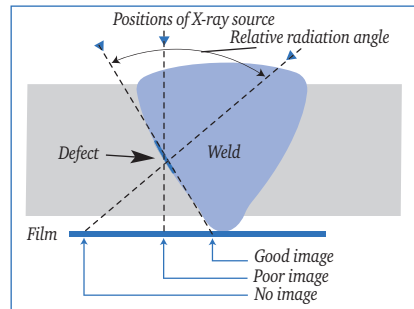 Positions of X-ray source
Relative radiation angle
Defect
Weld
Film
Good image
Poor image
No image